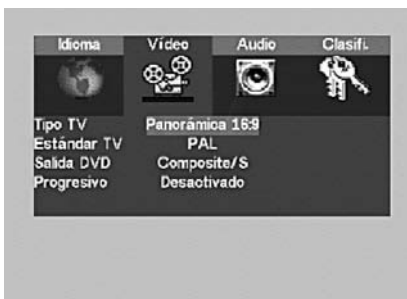 Idioma Vídeo Audio Clasifi.
Tipo TV Panorámica 16:9
Estándar TV PAL
Salida DVD Composite/S
Progresivo Desactivado